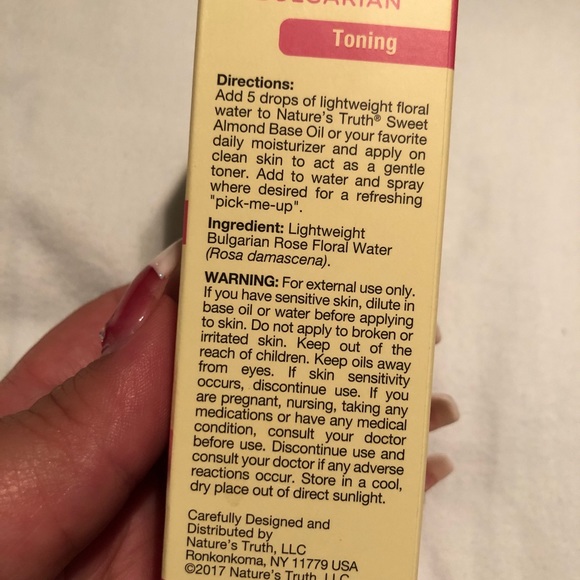 BULGARIAN
Toning
Directions:
Add 5 drops of lightweight floral
water to Nature's Truth® Sweet
Almond Base Oil or your favorite
daily moisturizer and apply on
clean skin to act as a gentle
toner. Add to water and spray
where desired for a refreshing
"pick-me-up".
Ingredient: Lightweight
Bulgarian Rose Floral Water
(Rosa damascena).
WARNING: For external use only.
If you have sensitive skin, dilute in
base oil or water before applying
to skin. Do not apply to broken or
irritated skin. Keep out of the
reach of children. Keep oils away
from eyes. If skin sensitivity
occurs, discontinue use. If you
are pregnant, nursing, taking any
medications or have any medical
condition, consult your doctor
before use. Discontinue use and
consult your doctor if any adverse
reactions occur. Store in a cool,
dry place out of direct sunlight.
Carefully Designed and
Distributed by
Nature's Truth, LLC
Ronkonkoma, NY 11779 USA
©2017 Nature's Truth, LLC